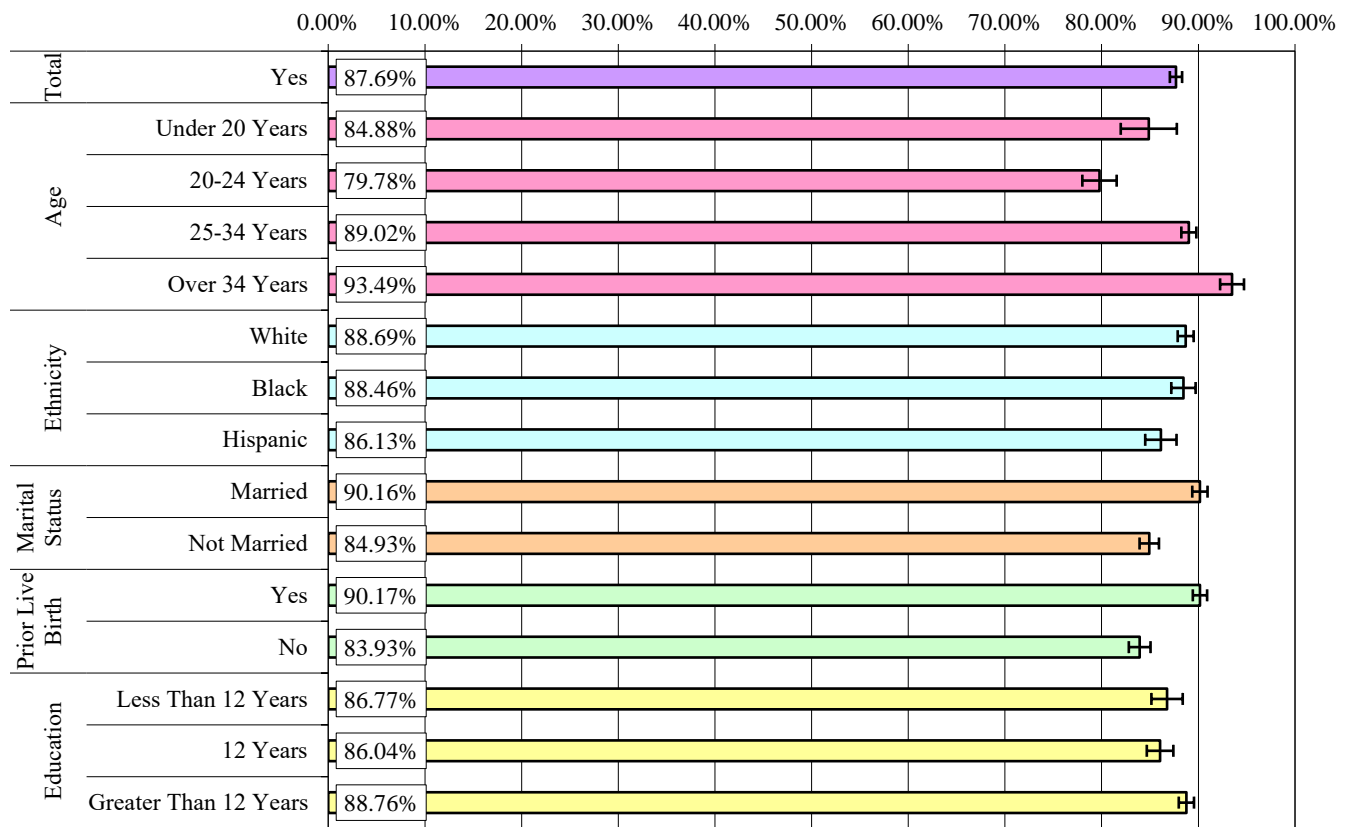 0.00% 10.00% 20.00% 30.00% 40.00% 50.00% 60.00% 70.00% 80.00% 90.00% 100.00%
Total
Yes 87.69%
Age
Under 20 Years 84.88%
20-24 Years 79.78%
25-34 Years 89.02%
Over 34 Years 93.49%
Ethnicity
White 88.69%
Black 88.46%
Hispanic 86.13%
Marital
Status
Married 90.16%
Not Married 84.93%
Prior Live
Birth
Yes 90.17%
No 83.93%
Education
Less Than 12 Years 86.77%
12 Years 86.04%
Greater Than 12 Years 88.76%